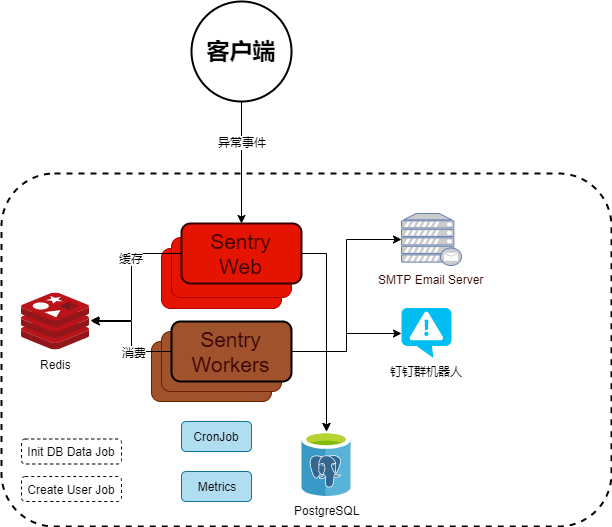 客户端
异常事件
Sentry
Web
缓存
SMTP Email Server
Redis
消费
Sentry
Workers
钉钉群机器人
CronJob
Init DB Data Job
Metrics
Create User Job
PostgreSQL